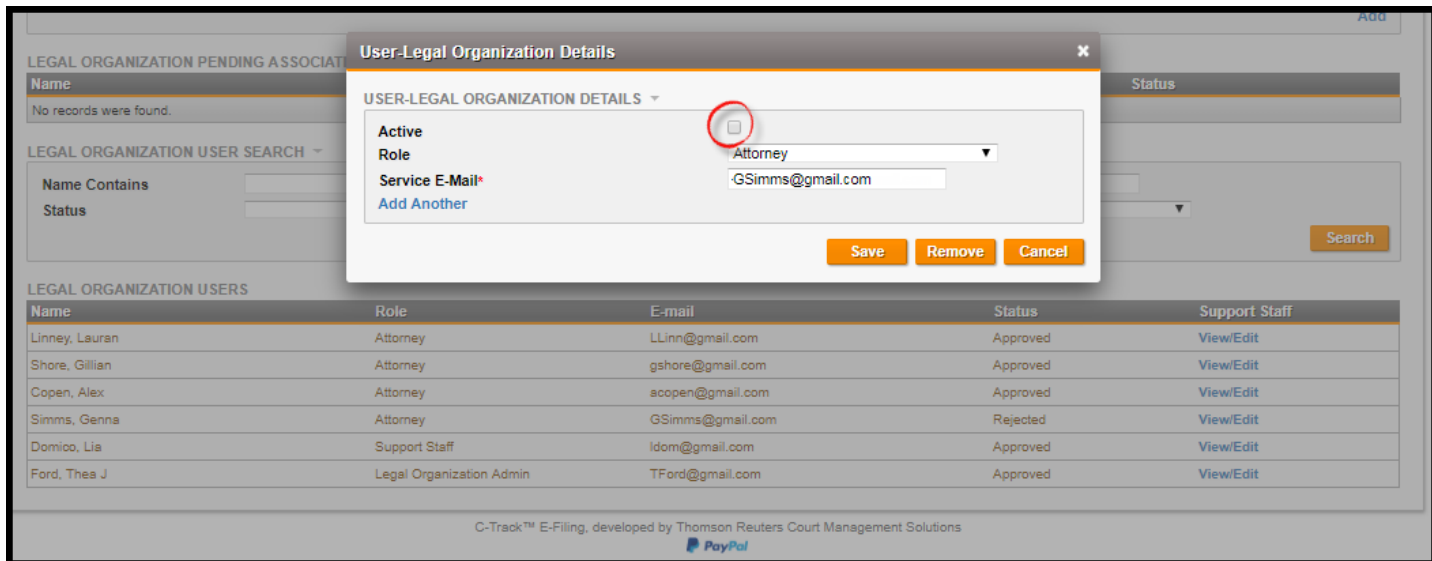 Add
User-Legal Organization Details
LEGAL ORGANIZATION PENDING ASSOCIATI
Name Status
No records were found.
USER-LEGAL ORGANIZATION DETAILS
Active
Role Attorney
Service E-Mail* GSimms@gmail.com
Add Another
Save Remove Cancel
LEGAL ORGANIZATION USER SEARCH
Name Contains
Status
Search
LEGAL ORGANIZATION USERS
Name Role E-mail Status Support Staff
Linney, Lauran Attorney LLinn@gmail.com Approved View/Edit
Shore, Gillian Attorney gshore@gmail.com Approved View/Edit
Copen, Alex Attorney acopen@gmail.com Approved View/Edit
Simms, Genna Attorney GSimms@gmail.com Rejected View/Edit
Domico, Lia Support Staff ldom@gmail.com Approved View/Edit
Ford, Thea J Legal Organization Admin TFord@gmail.com Approved View/Edit
C-Track™ E-Filing, developed by Thomson Reuters Court Management Solutions
PayPal